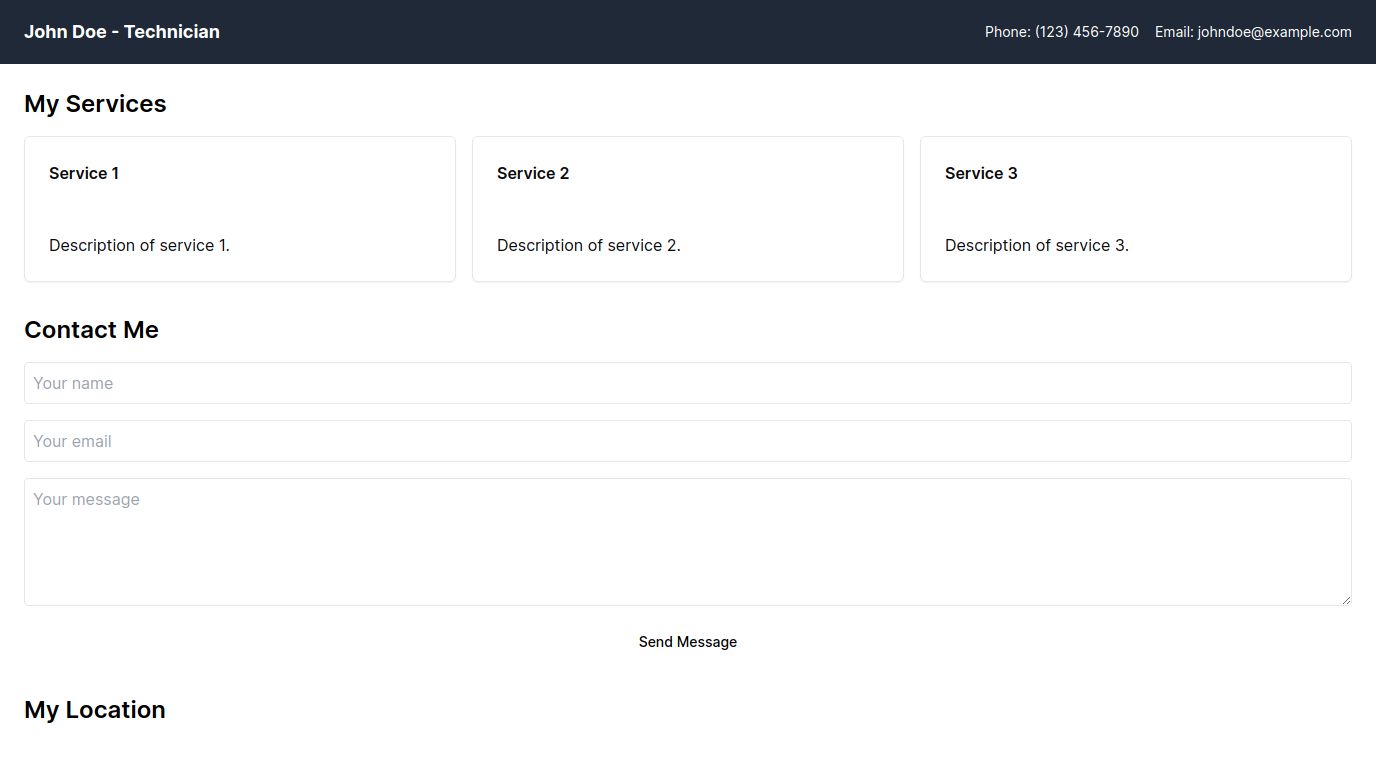 John Doe - Technician
Phone: (123) 456-7890 Email: johndoe@example.com
My Services
Service 1
Description of service 1.
Service 2
Description of service 2.
Service 3
Description of service 3.
Contact Me
Your name
Your email
Your message
Send Message
My Location